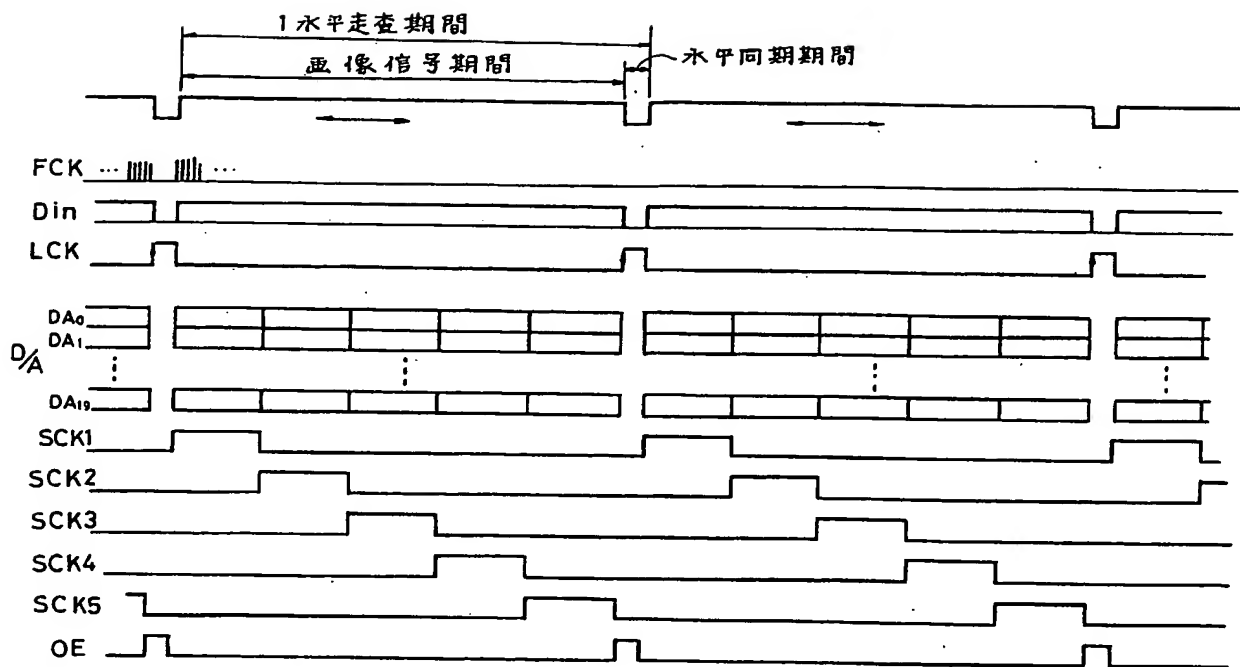 1水平走査期間
画像信号期間
水平同期期間
FCK
Din
LCK
DA0
DA1
D/A
DA19
SCK1
SCK2
SCK3
SCK4
SCK5
OE